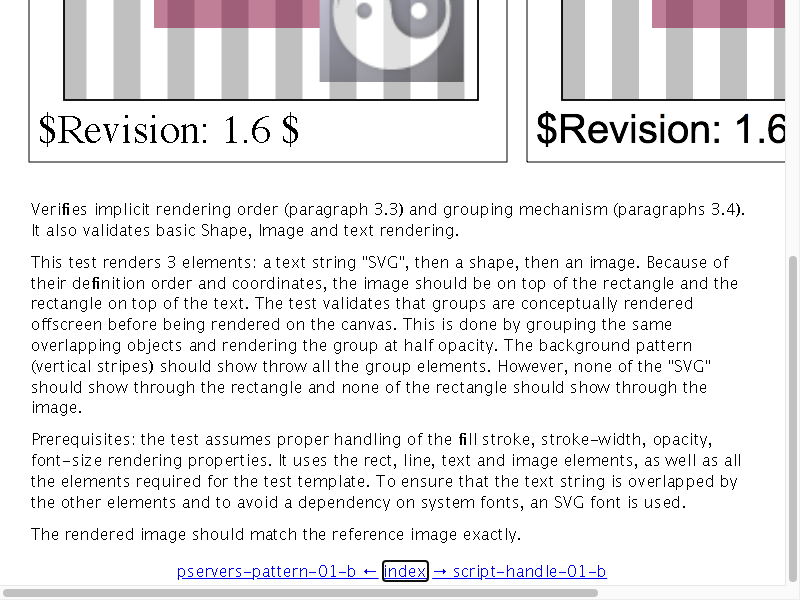 $Revision: 1.6 $
$Revision: 1.6
Verifies implicit rendering order (paragraph 3.3) and grouping mechanism (paragraphs 3.4).
It also validates basic Shape, Image and text rendering.
This test renders 3 elements: a text string "SVG", then a shape, then an image. Because of
their definition order and coordinates, the image should be on top of the rectangle and the
rectangle on top of the text. The test validates that groups are conceptually rendered
offscreen before being rendered on the canvas. This is done by grouping the same
overlapping objects and rendering the group at half opacity. The background pattern
(vertical stripes) should show throw all the group elements. However, none of the "SVG"
should show through the rectangle and none of the rectangle should show through the
image.
Prerequisites: the test assumes proper handling of the fill stroke, stroke-width, opacity,
font-size rendering properties. It uses the rect, line, text and image elements, as well as all
the elements required for the test template. To ensure that the text string is overlapped by
the other elements and to avoid a dependency on system fonts, an SVG font is used.
The rendered image should match the reference image exactly.
pservers-pattern-01-b ← index → script-handle-01-b